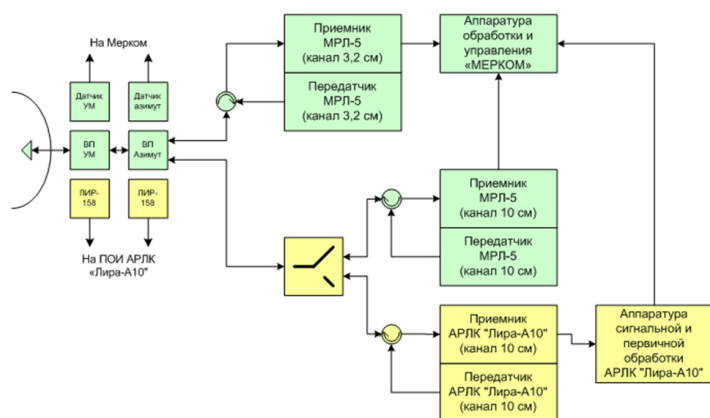 На Мерком
Датчик
УМ
Датчик
азимут
ВП
УМ
ВП
Азимут
ЛИР-
158
ЛИР-
158
На ПОИ АРЛК
«Лира-А10"
Приемник
МРЛ-5
(канал 3,2 см)
Передатчик
МРЛ-5
(канал 3,2 см)
Аппаратура
обработки и
управления
«МЕРКОМ»
Приемник
МРЛ-5
(канал 10 см)
Передатчик
МРЛ-5
(канал 10 см)
Приемник
АРЛК "Лира-А10"
(канал 10 см)
Передатчик
АРЛК "Лира-А10"
(канал 10 см)
Аппаратура
сигнальной и
первичной
обработки
АРЛК "Лира-А10"